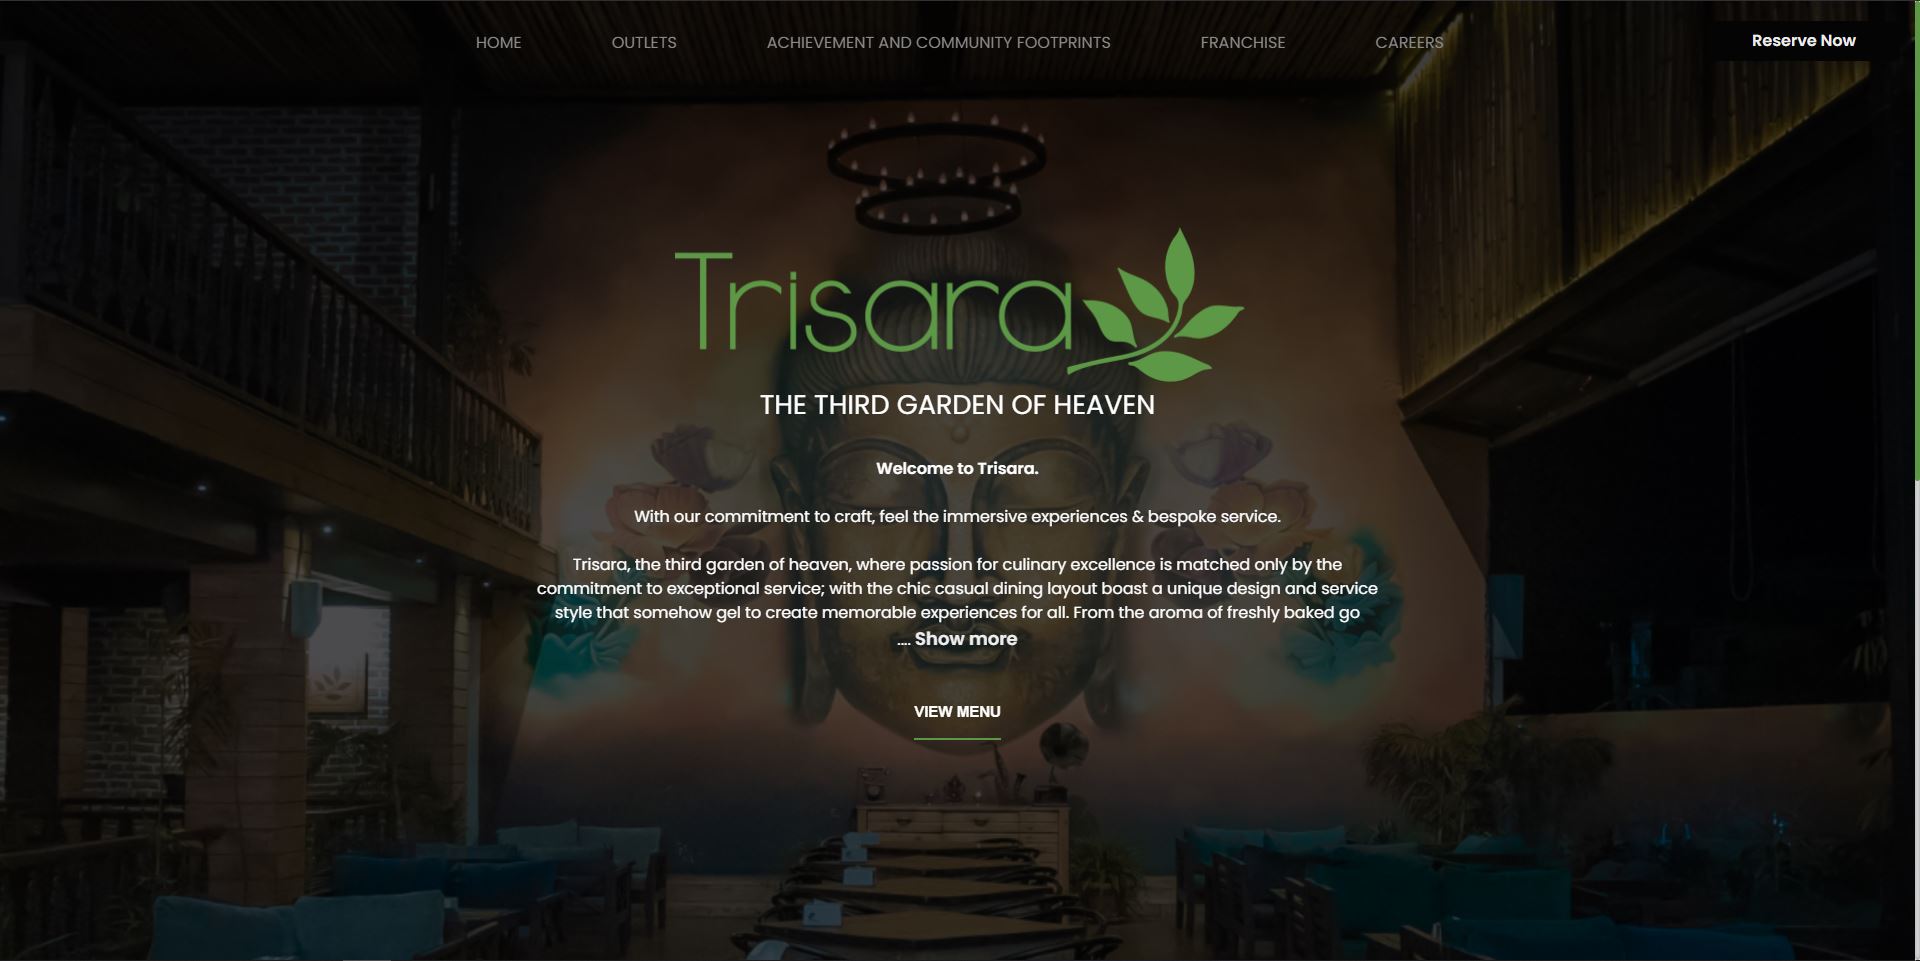 HOME OUTLETS ACHIEVEMENT AND COMMUNITY FOOTPRINTS FRANCHISE CAREERS Reserve Now
Trisara
THE THIRD GARDEN OF HEAVEN
Welcome to Trisara.
With our commitment to craft, feel the immersive experiences & bespoke service.
Trisara, the third garden of heaven, where passion for culinary excellence is matched only by the
commitment to exceptional service; with the chic casual dining layout boast a unique design and service
style that somehow gel to create memorable experiences for all. From the aroma of freshly baked go
.... Show more
VIEW MENU